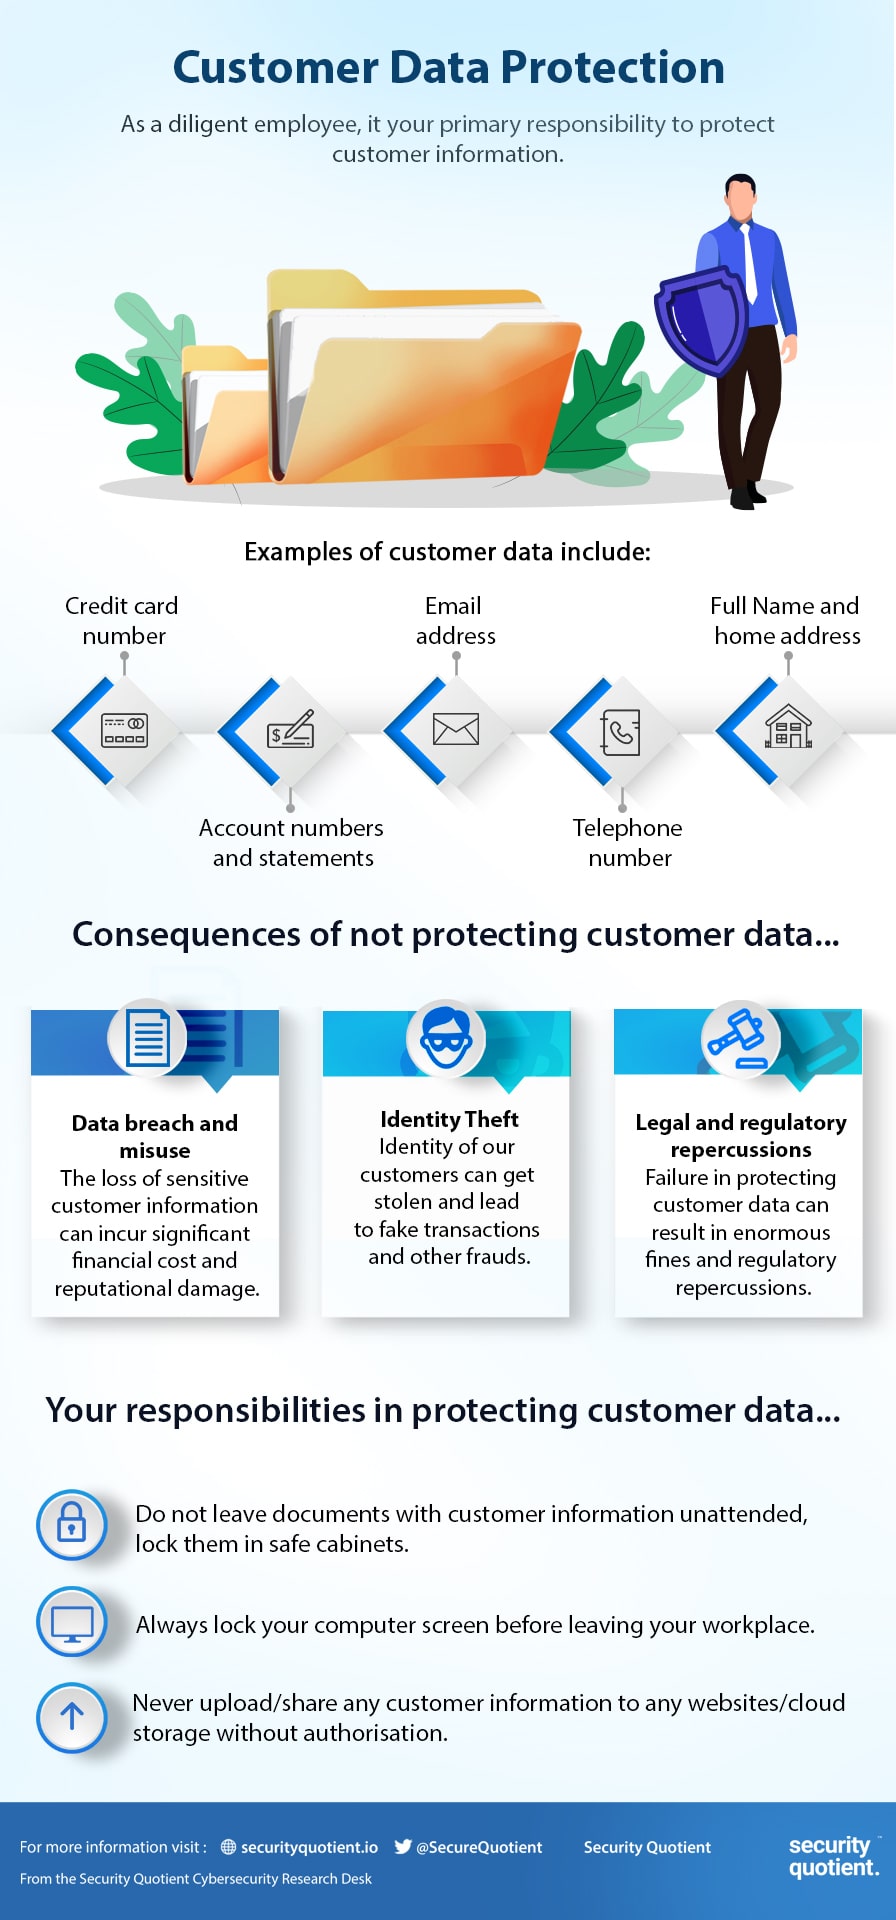 Customer Data Protection
As a diligent employee, it your primary responsibility to protect
customer information.
Examples of customer data include:
Credit card
number
Email
address
Full Name and
home address
$
Account numbers
and statements
Telephone
number
Consequences of not protecting customer data...
Data breach and
misuse
The loss of sensitive
customer information
can incur significant
financial cost and
reputational damage.
Identity Theft
Identity of our
customers can get
stolen and lead
to fake transactions
and other frauds.
Legal and regulatory
repercussions
Failure in protecting
customer data can
result in enormous
fines and regulatory
repercussions.
Your responsibilities in protecting customer data...
Do not leave documents with customer information unattended,
lock them in safe cabinets.
Always lock your computer screen before leaving your workplace.
Never upload/share any customer information to any websites/cloud
storage without authorisation.
For more information visit : securityquotient.io @SecureQuotient Security Quotient
From the Security Quotient Cybersecurity Research Desk
security
quotient.